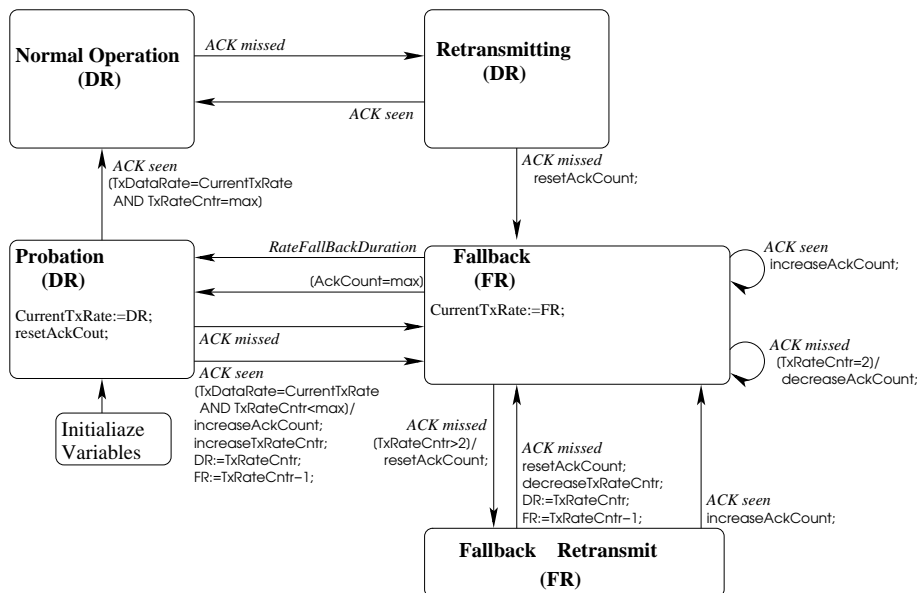 Normal Operation
(DR)
ACK missed
Retransmitting
(DR)
ACK seen
ACK seen
[TxDataRate=CurrentTxRate
AND TxRateCntr=max]
ACK missed
resetAckCount;
Probation
(DR)
CurrentTxRate:=DR;
resetAckCout;
RateFallBackDuration
[AckCount=max]
ACK missed
Fallback
(FR)
CurrentTxRate:=FR;
ACK seen
increaseAckCount;
ACK missed
[TxRateCntr=2]/
decreaseAckCount;
ACK seen
[TxDataRate=CurrentTxRate
AND TxRateCntr<max]/
increaseAckCount;
increaseTxRateCntr;
DR:=TxRateCntr;
FR:=TxRateCntr−1;
Initialiaze
Variables
ACK missed
[TxRateCntr>2]/
resetAckCount;
ACK missed
resetAckCount;
decreaseTxRateCntr;
DR:=TxRateCntr;
FR:=TxRateCntr−1;
ACK seen
increaseAckCount;
Fallback Retransmit
(FR)